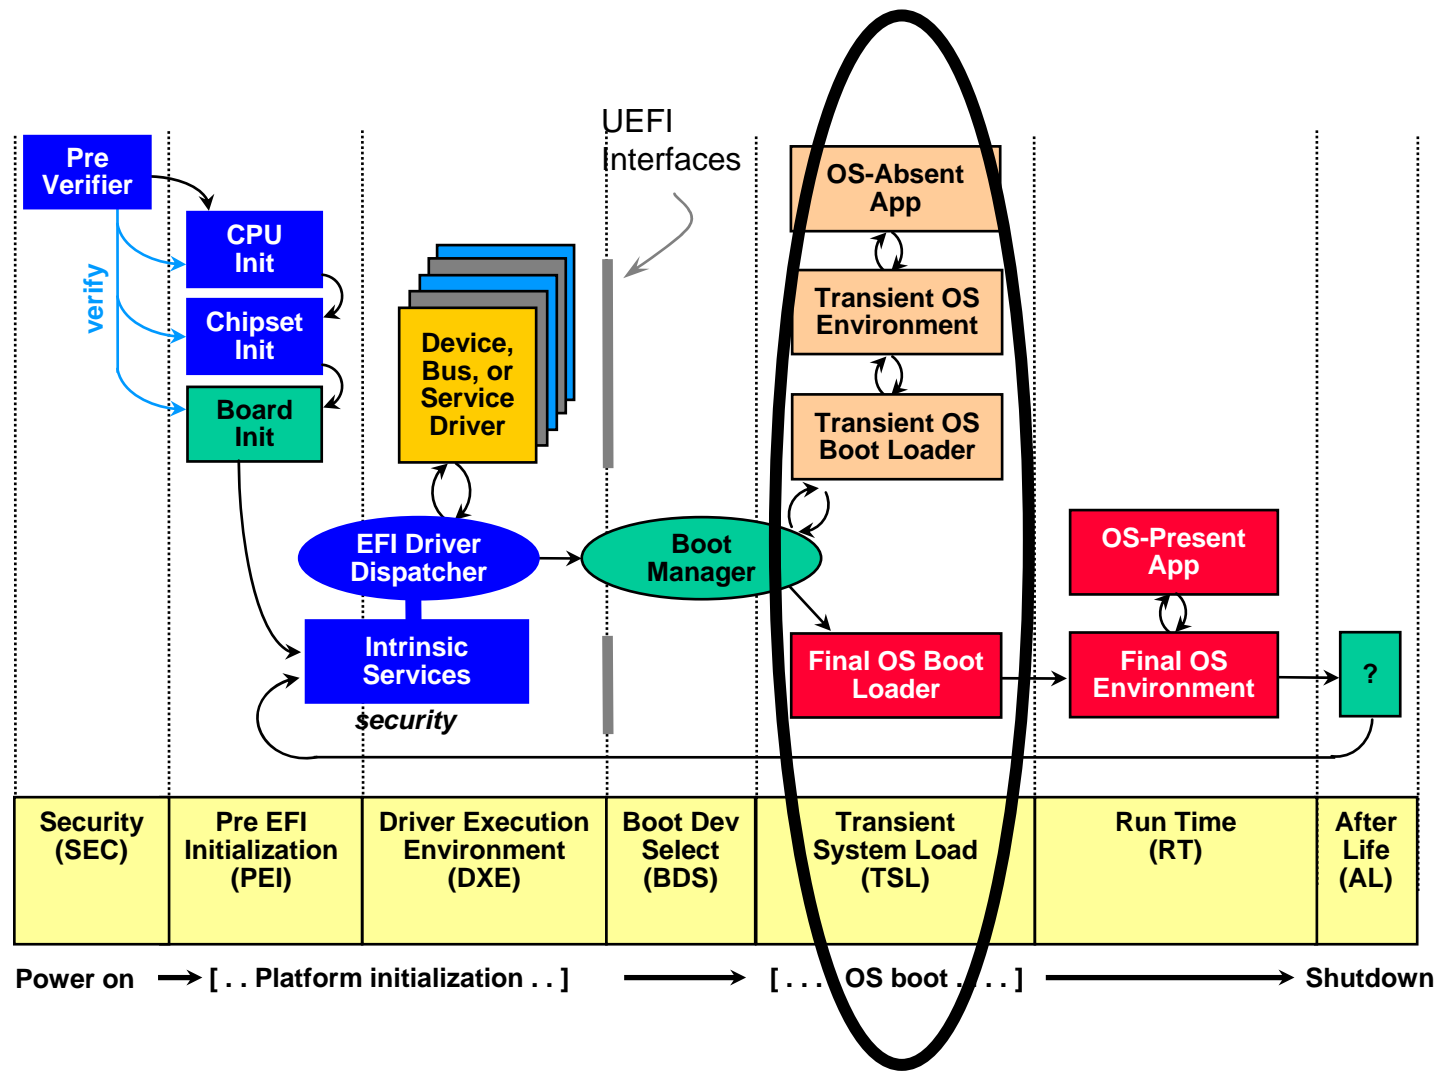 UEFI
Interfaces
Pre
Verifier
verify
CPU
Init
Chipset
Init
Board
Init
Device,
Bus, or
Service
Driver
EFI Driver
Dispatcher
Intrinsic
Services
security
Boot
Manager
OS-Absent
App
Transient OS
Environment
Transient OS
Boot Loader
Final OS Boot
Loader
OS-Present
App
Final OS
Environment
?
Security
(SEC)
Pre EFI
Initialization
(PEI)
Driver Execution
Environment
(DXE)
Boot Dev
Select
(BDS)
Transient
System Load
(TSL)
Run Time
(RT)
After
Life
(AL)
Power on [ . . Platform initialization . . ] [ . . . . OS boot . . . . ] Shutdown